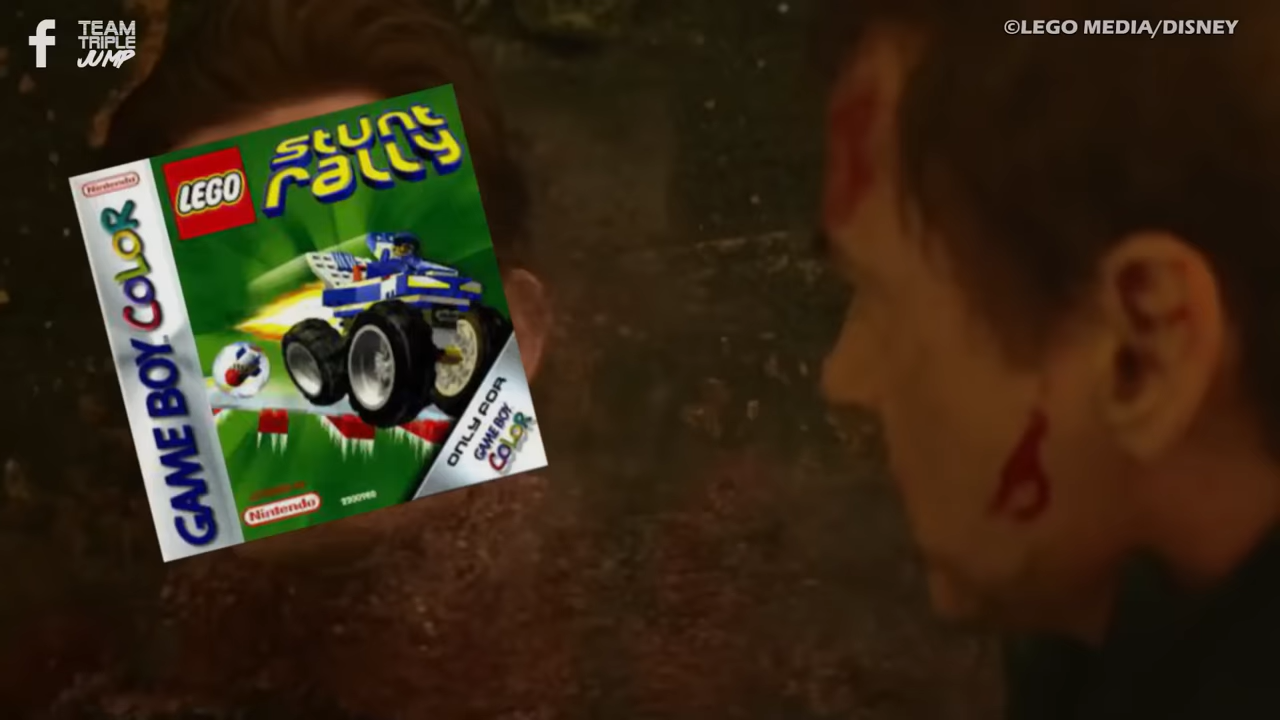 f
TEAM
TRIPLE
JUMP
©LEGO MEDIA/DISNEY
Nintendo
GAME BOY COLOR
LEGO
stunt
rally
ONLY FOR
GAME BOY
COLOR
Nintendo